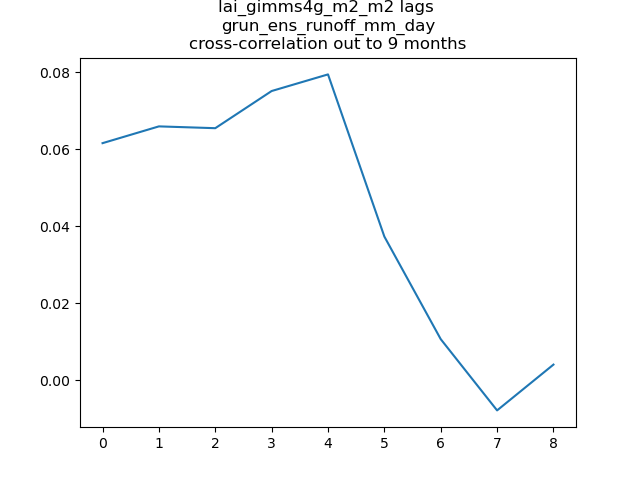 lai_gimms4g_m2_m2 lags
grun_ens_runoff_mm_day
cross-correlation out to 9 months
0.08
0.06
0.04
0.02
0.00
0 1 2 3 4 5 6 7 8